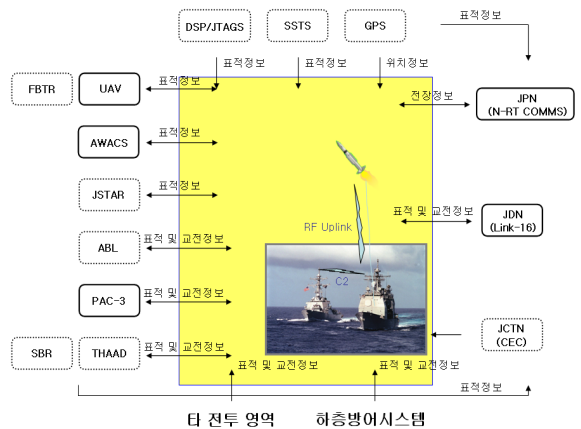 DSP/JTAGS
SSTS
GPS
표적정보
표적정보
표적정보
위치정보
FBTR
UAV
표적정보
전장정보
JPN
(N-RT COMMS)
AWACS
표적정보
JSTAR
표적정보
RF Uplink
표적 및 교전정보
JDN
(Link-16)
ABL
표적 및 교전정보
C2
PAC-3
표적 및 교전정보
JCTN
(CEC)
SBR
THAAD
표적 및 교전정보
표적 및 교전정보
표적 및 교전정보
표적정보
타 전투 영역
하층방어시스템